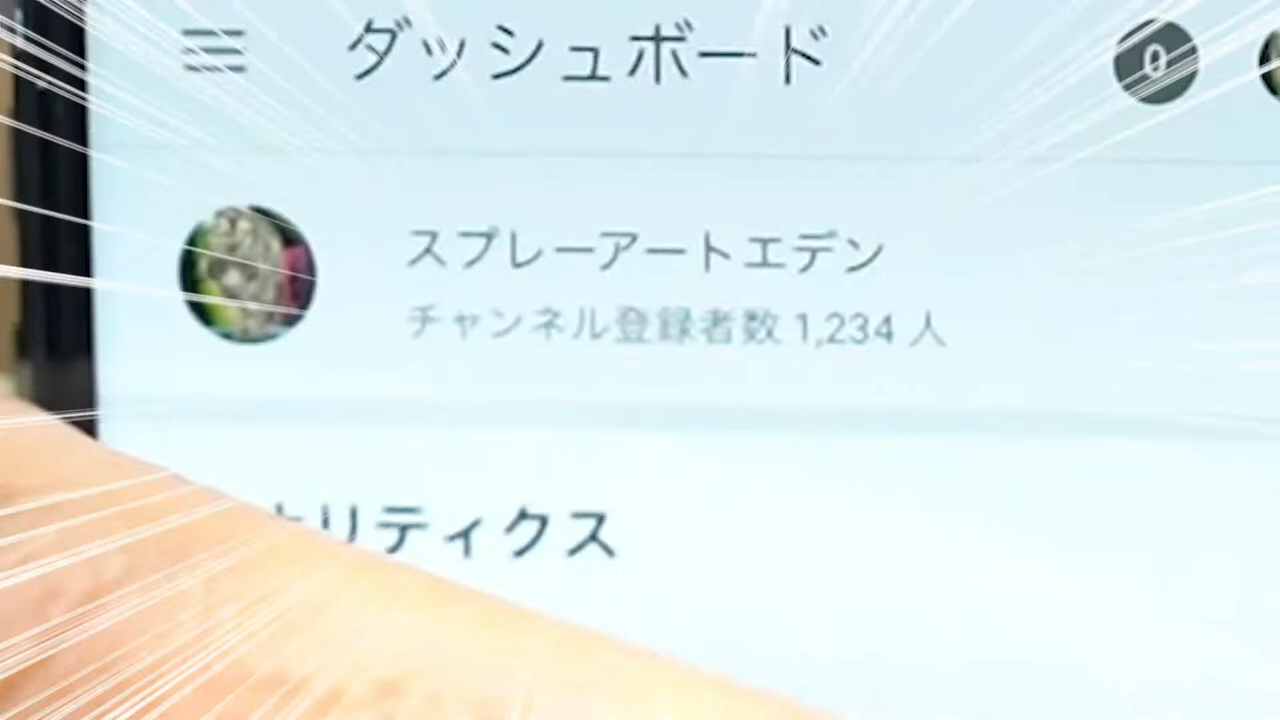 ダッシュボード
0
スプレーアートエデン
チャンネル登録者数 1,234 人
リティクス